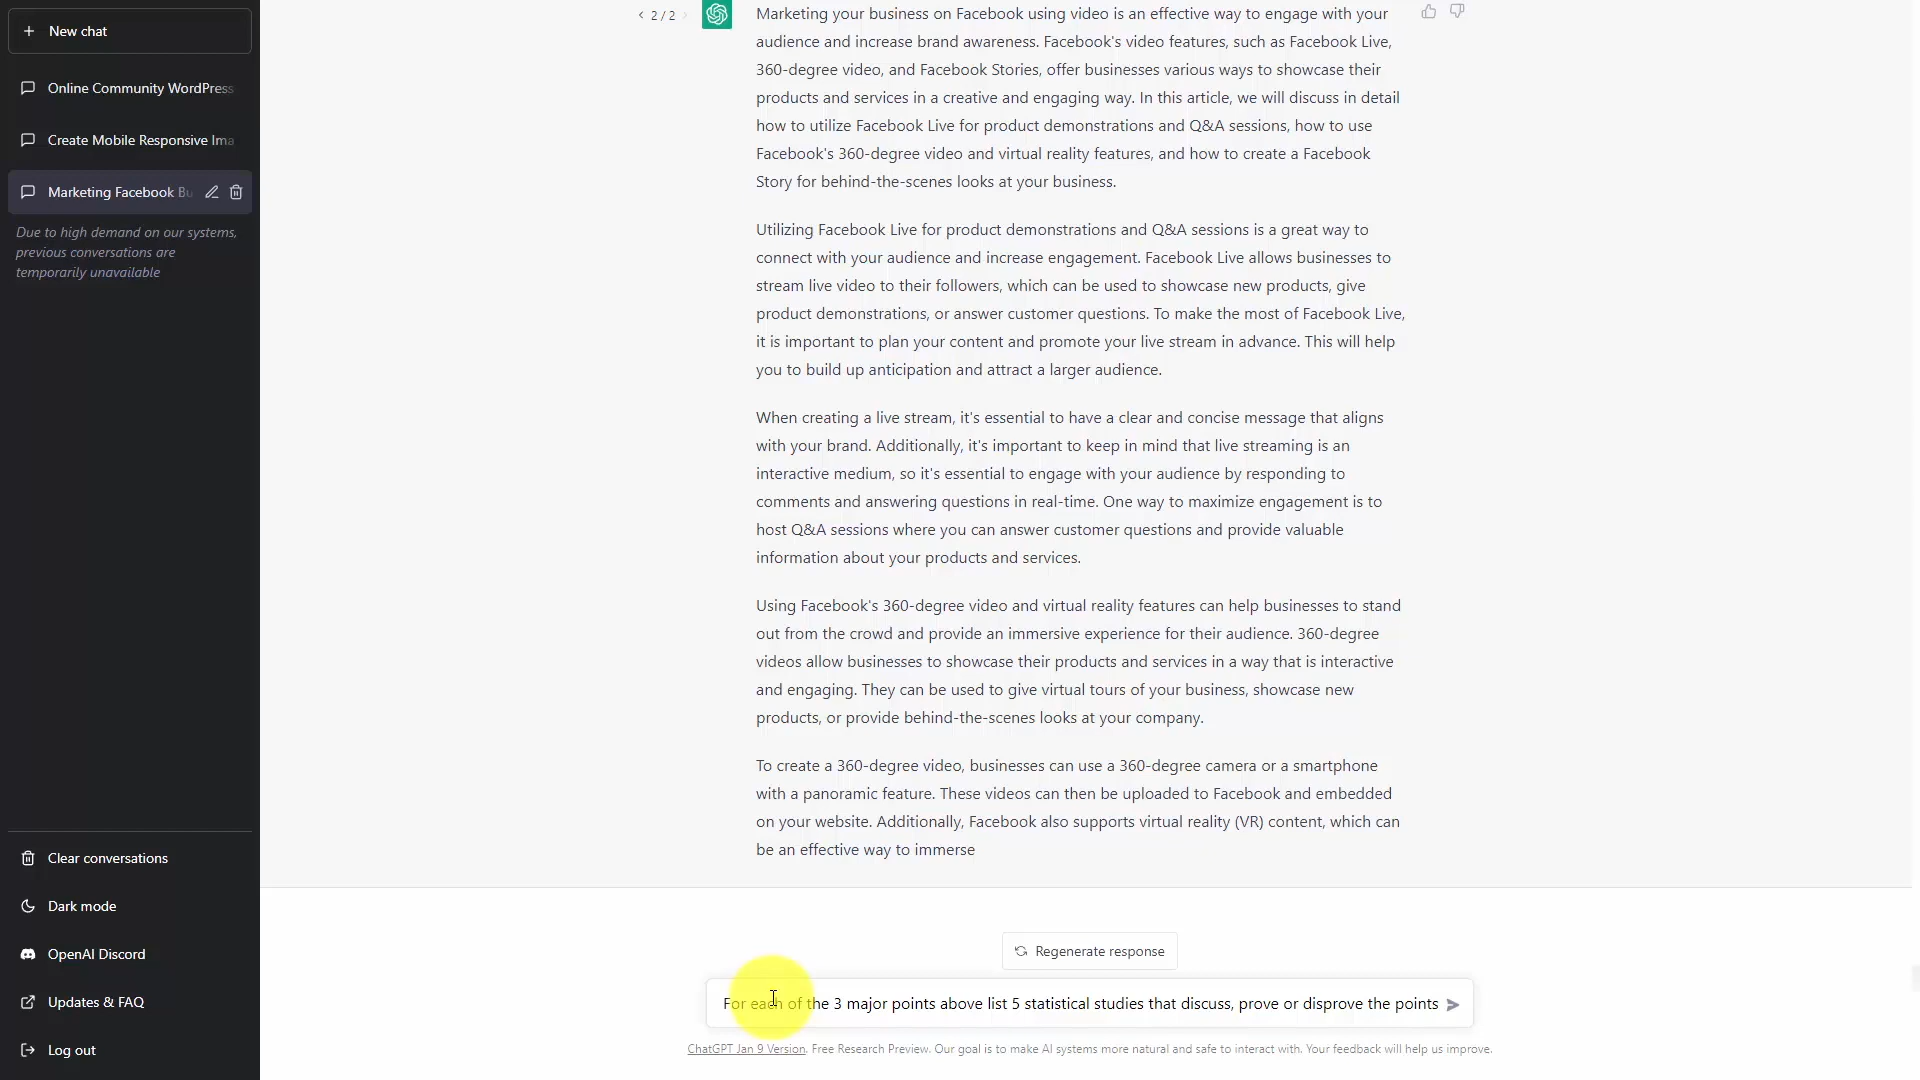 New chat
Online Community WordPress
Create Mobile Responsive Ima
Marketing Facebook Bu
Due to high demand on our systems,
previous conversations are
temporarily unavailable
Clear conversations
Dark mode
OpenAI Discord
Updates & FAQ
Log out
< 2 / 2 >
Marketing your business on Facebook using video is an effective way to engage with your
audience and increase brand awareness. Facebook's video features, such as Facebook Live,
360-degree video, and Facebook Stories, offer businesses various ways to showcase their
products and services in a creative and engaging way. In this article, we will discuss in detail
how to utilize Facebook Live for product demonstrations and Q&A sessions, how to use
Facebook's 360-degree video and virtual reality features, and how to create a Facebook
Story for behind-the-scenes looks at your business.
Utilizing Facebook Live for product demonstrations and Q&A sessions is a great way to
connect with your audience and increase engagement. Facebook Live allows businesses to
stream live video to their followers, which can be used to showcase new products, give
product demonstrations, or answer customer questions. To make the most of Facebook Live,
it is important to plan your content and promote your live stream in advance. This will help
you to build up anticipation and attract a larger audience.
When creating a live stream, it's essential to have a clear and concise message that aligns
with your brand. Additionally, it's important to keep in mind that live streaming is an
interactive medium, so it's essential to engage with your audience by responding to
comments and answering questions in real-time. One way to maximize engagement is to
host Q&A sessions where you can answer customer questions and provide valuable
information about your products and services.
Using Facebook's 360-degree video and virtual reality features can help businesses to stand
out from the crowd and provide an immersive experience for their audience. 360-degree
videos allow businesses to showcase their products and services in a way that is interactive
and engaging. They can be used to give virtual tours of your business, showcase new
products, or provide behind-the-scenes looks at your company.
To create a 360-degree video, businesses can use a 360-degree camera or a smartphone
with a panoramic feature. These videos can then be uploaded to Facebook and embedded
on your website. Additionally, Facebook also supports virtual reality (VR) content, which can
be an effective way to immerse
Regenerate response
For each of the 3 major points above list 5 statistical studies that discuss, prove or disprove the points
ChatGPT Jan 9 Version. Free Research Preview. Our goal is to make AI systems more natural and safe to interact with. Your feedback will help us improve.